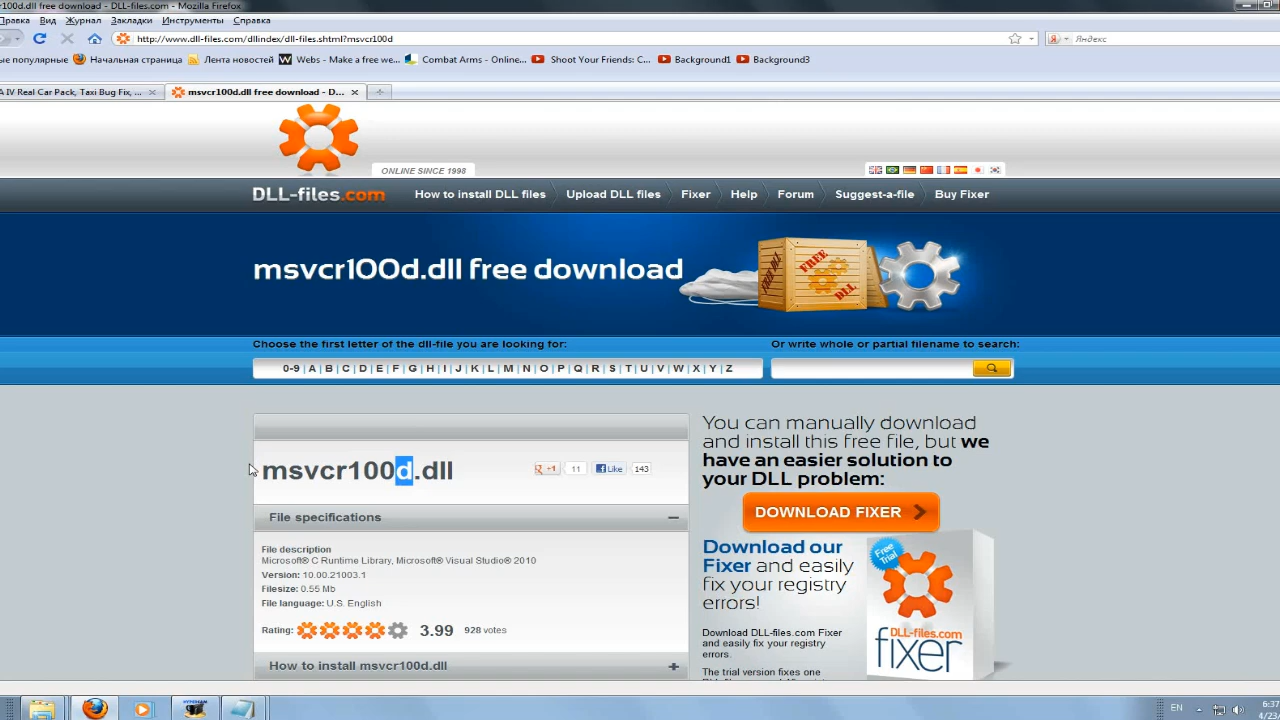 r100d.dll free download - DLL-files.com - Mozilla Firefox
Правка Вид Журнал Закладки Инструменты Справка
http://www.dll-files.com/dllindex/dll-files.shtml?msvcr100d
Яндекс
ые популярные Начальная страница Лента новостей Webs - Make a free we... Combat Arms - Online... Shoot Your Friends: C... Background1 Background3
A IV Real Car Pack, Taxi Bug Fix, ... msvcr100d.dll free download - D...
ONLINE SINCE 1998
DLL-files.com How to install DLL files Upload DLL files Fixer Help Forum Suggest-a-file Buy Fixer
msvcr100d.dll free download
FREE DLL
Choose the first letter of the dll-file you are looking for:
Or write whole or partial filename to search:
0-9 | A | B | C | D | E | F | G | H | I | J | K | L | M | N | O | P | Q | R | S | T | U | V | W | X | Y | Z
msvcr100d.dll
+1 11 Like 143
File specifications
File description
Microsoft® C Runtime Library, Microsoft® Visual Studio® 2010
Version: 10.00.21003.1
Filesize: 0.55 Mb
File language: U.S. English
Rating: 3.99 928 votes
How to install msvcr100d.dll
You can manually download
and install this free file, but we
have an easier solution to
your DLL problem:
DOWNLOAD FIXER
Download our
Fixer and easily
fix your registry
errors!
Free Trial
DLL-files.com
fixer
Download DLL-files.com Fixer
and easily fix your registry
errors.
The trial version fixes one
EN
6:37
4/23